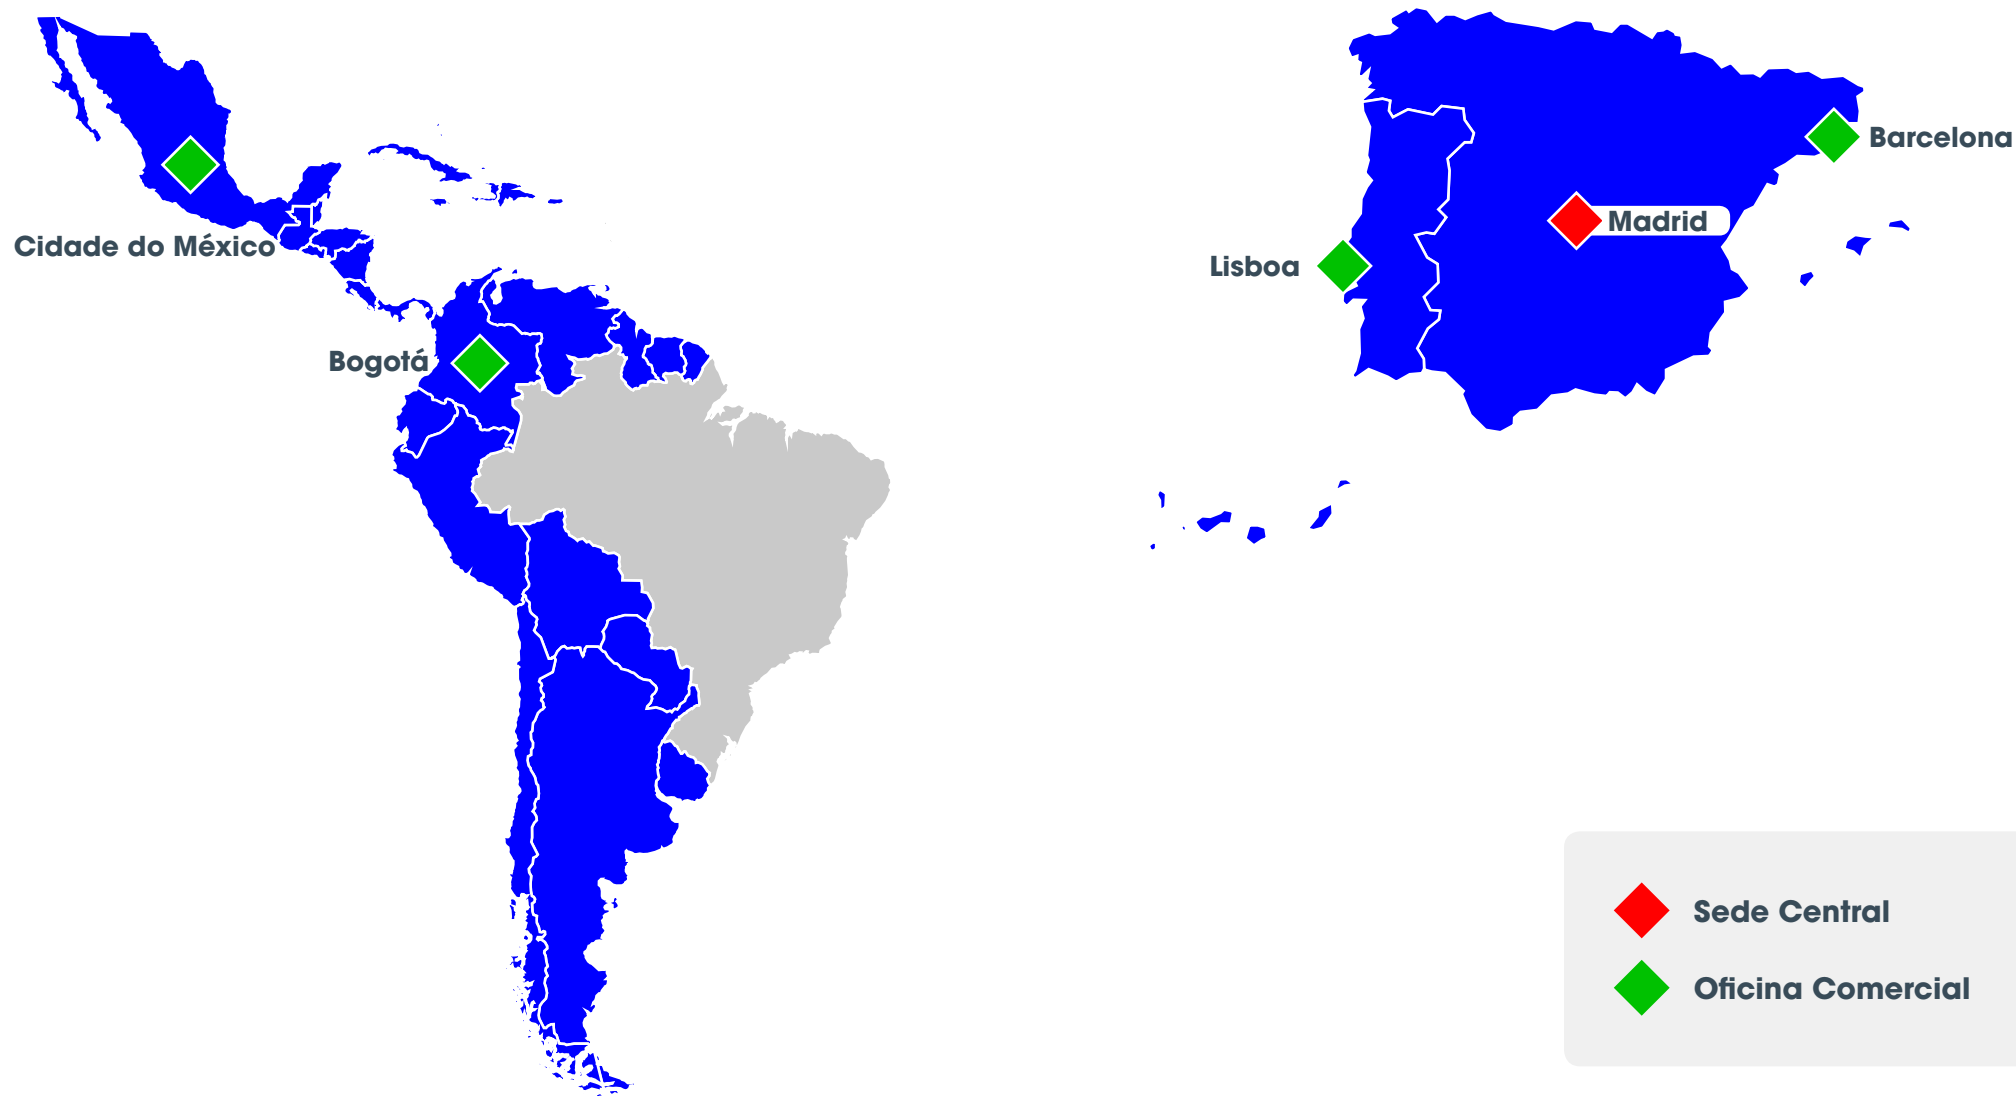 Barcelona
Madrid
Cidade do México
Lisboa
Bogotá
Sede Central
Oficina Comercial